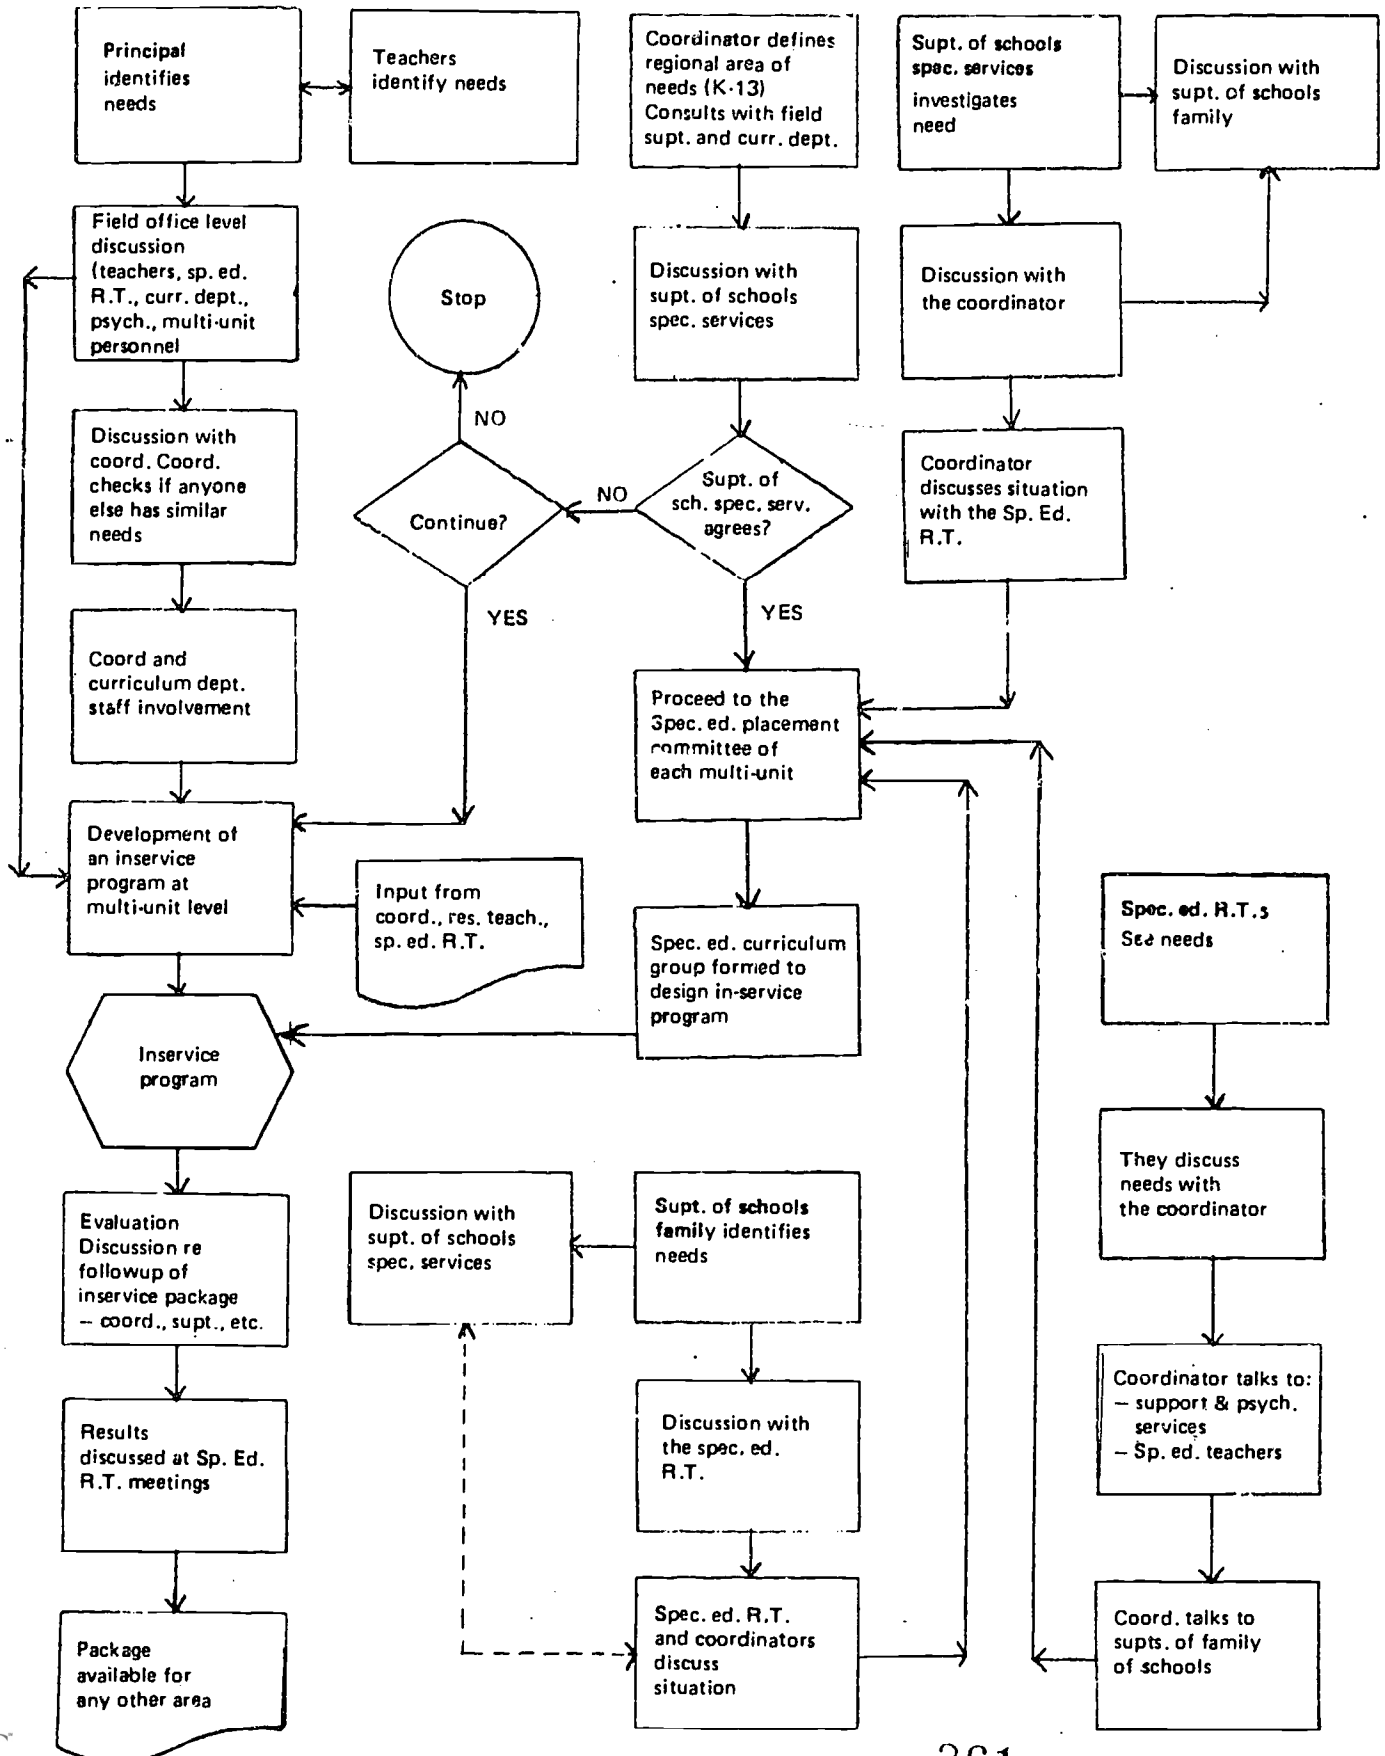 Principal
identifies
needs
Teachers
identify needs
Coordinator defines
regional area of
needs (K-13)
Consults with field
supt. and curr. dept.
Supt. of schools
spec. services
investigates
need
Discussion with
supt. of schools
family
Field office level
discussion
(teachers, sp. ed.
R.T., curr. dept.,
psych., multi-unit
personnel
Stop
Discussion with
supt. of schools
spec. services
Discussion with
the coordinator
NO
Discussion with
coord. Coord.
checks if anyone
else has similar
needs
Continue?
NO
Supt. of
sch. spec. serv.
agrees?
Coordinator
discusses situation
with the Sp. Ed.
R.T.
YES
YES
Coord and
curriculum dept.
staff involvement
Proceed to the
Spec. ed. placement
committee of
each multi-unit
Development of
an inservice
program at
multi-unit level
Input from
coord., res. teach.,
sp. ed. R.T.
Spec. ed. curriculum
group formed to
design in-service
program
Spec. ed. R.T.s
See needs
Inservice
program
They discuss
needs with
the coordinator
Evaluation
Discussion re
followup of
inservice package
– coord., supt., etc.
Discussion with
supt. of schools
spec. services
Supt. of schools
family identifies
needs
Coordinator talks to:
– support & psych.
services
– Sp. ed. teachers
Results
discussed at Sp. Ed.
R.T. meetings
Discussion with
the spec. ed.
R.T.
Spec. ed. R.T.
and coordinators
discuss
situation
Coord. talks to
supts. of family
of schools
Package
available for
any other area